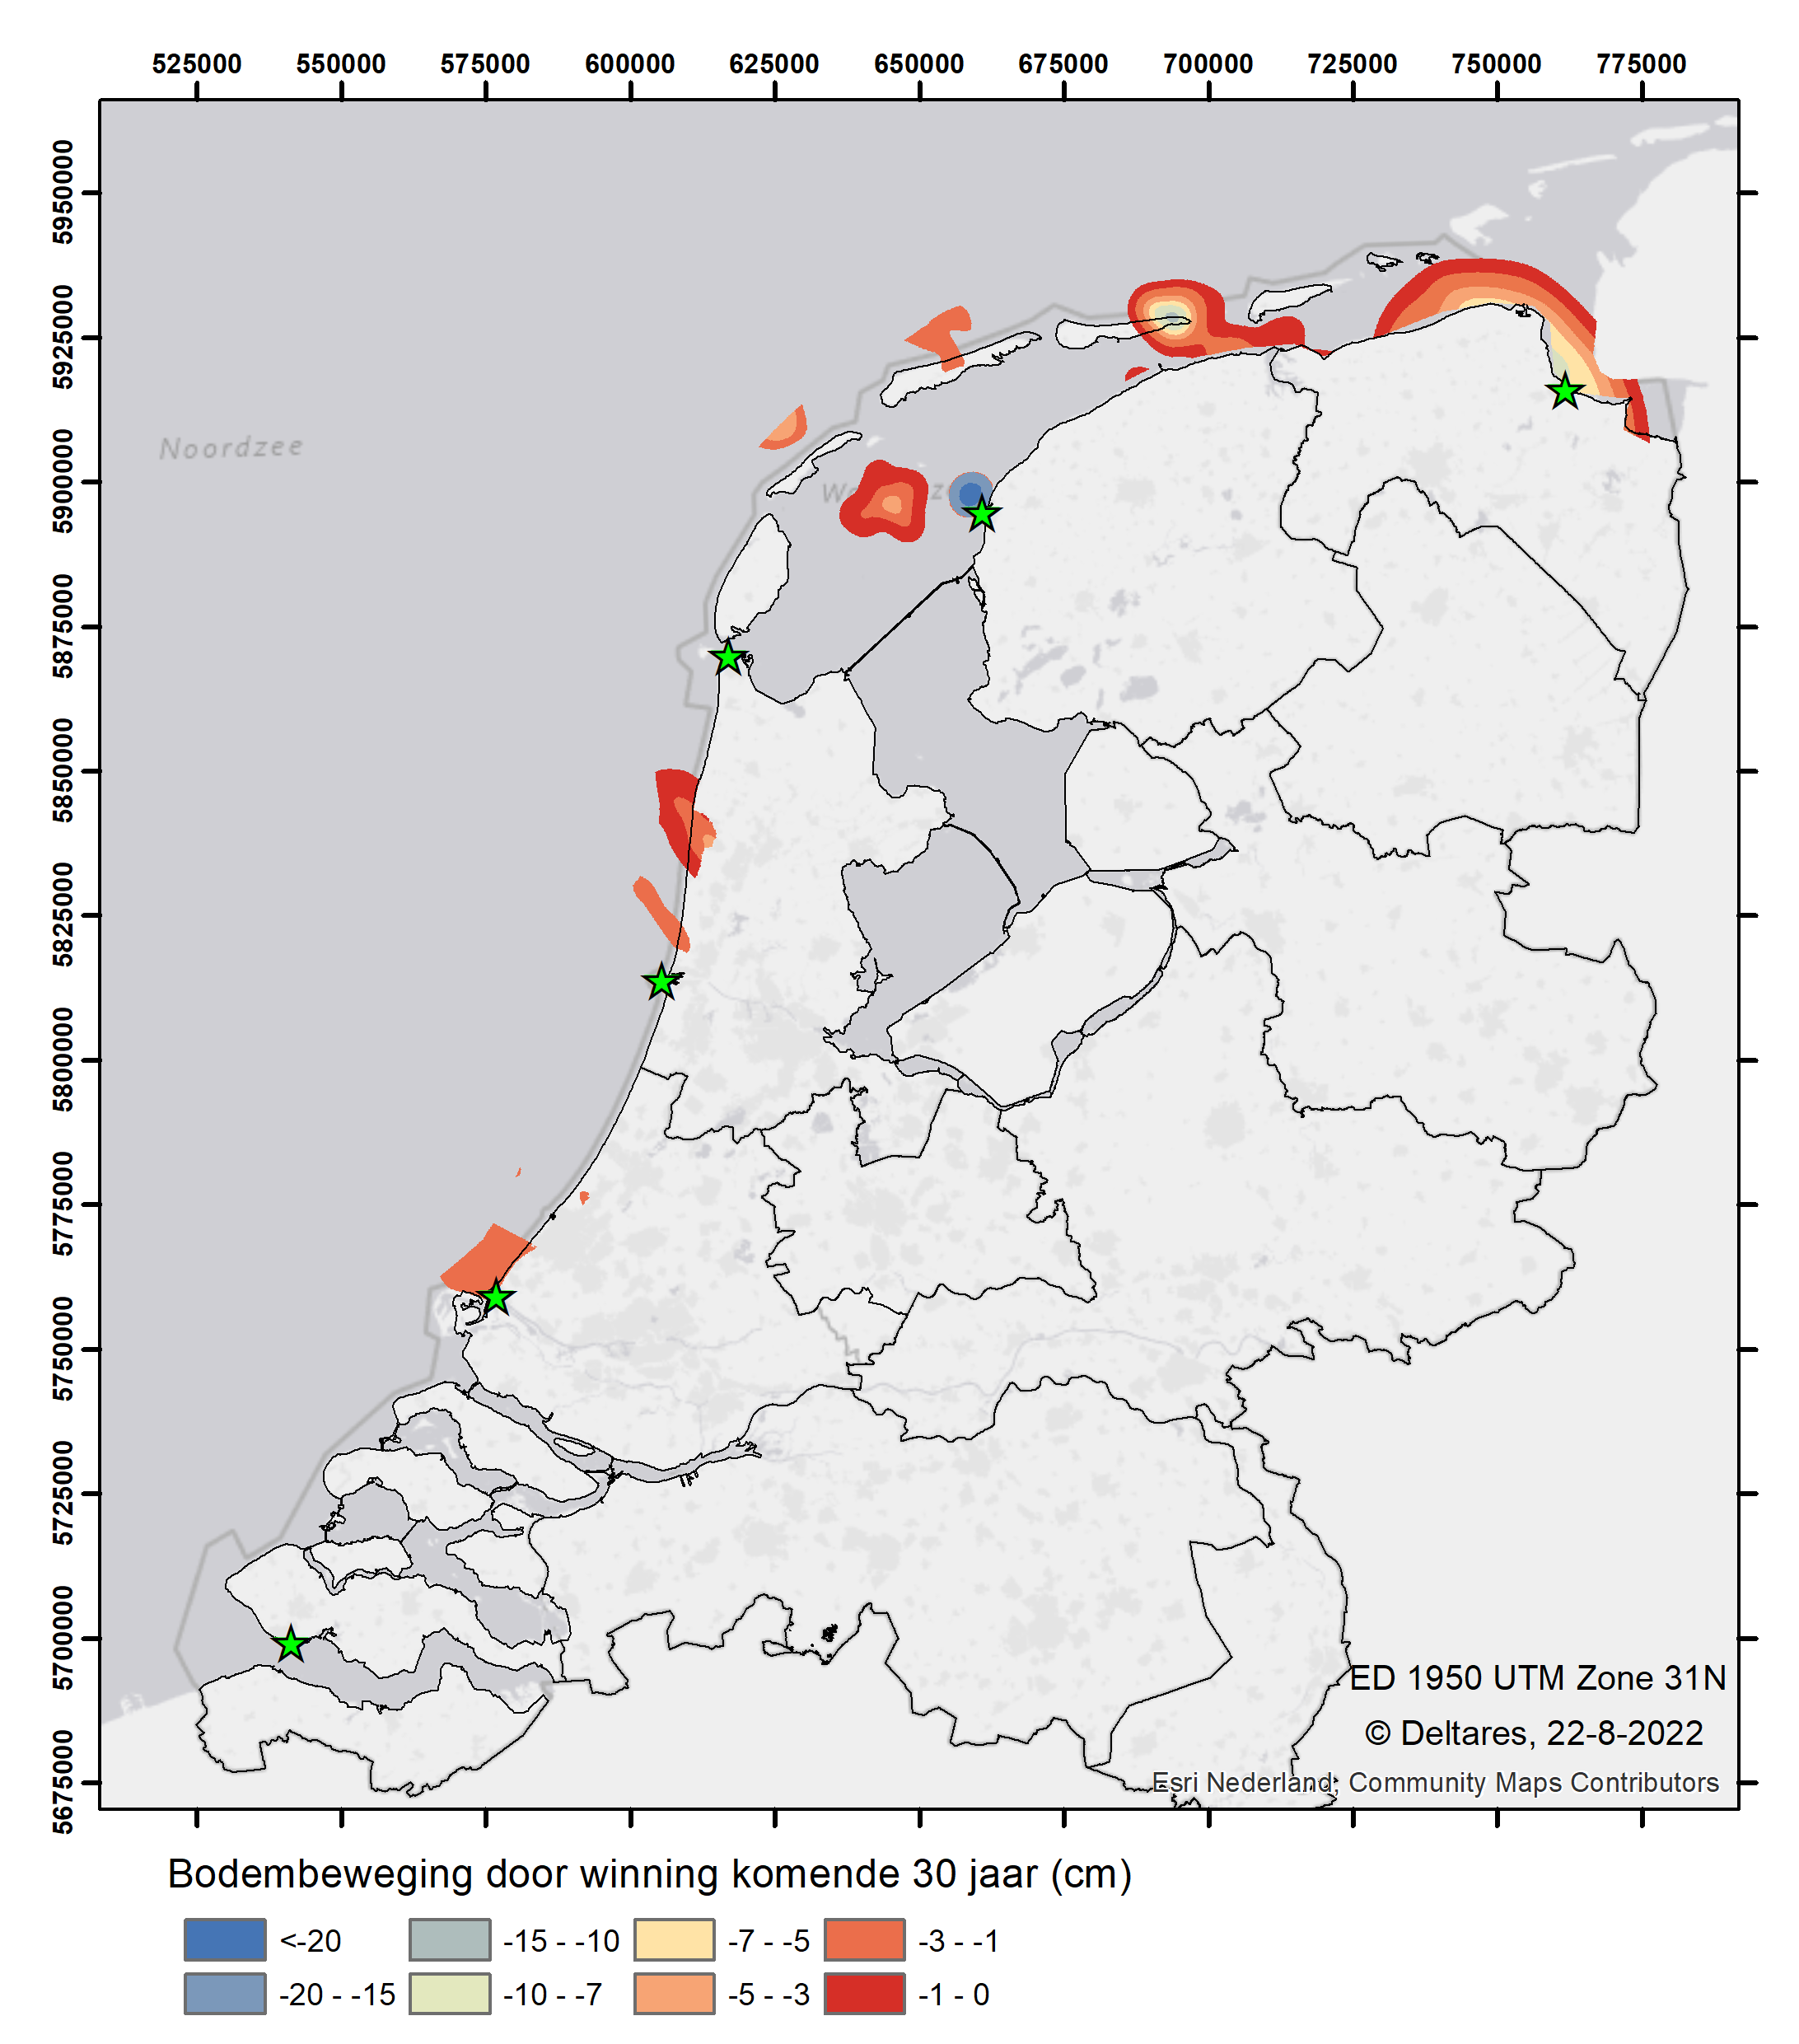 525000 550000 575000 600000 625000 650000 675000 700000 725000 750000 775000
5950000
5925000
5900000
5875000
5850000
5825000
5800000
5775000
5750000
5725000
5700000
5675000
Noordzee
ED 1950 UTM Zone 31N
© Deltares, 22-8-2022
Esri Nederland, Community Maps Contributors
Bodembeweging door winning komende 30 jaar (cm)
<-20 -15 - -10 -7 - -5 -3 - -1
-20 - -15 -10 - -7 -5 - -3 -1 - 0